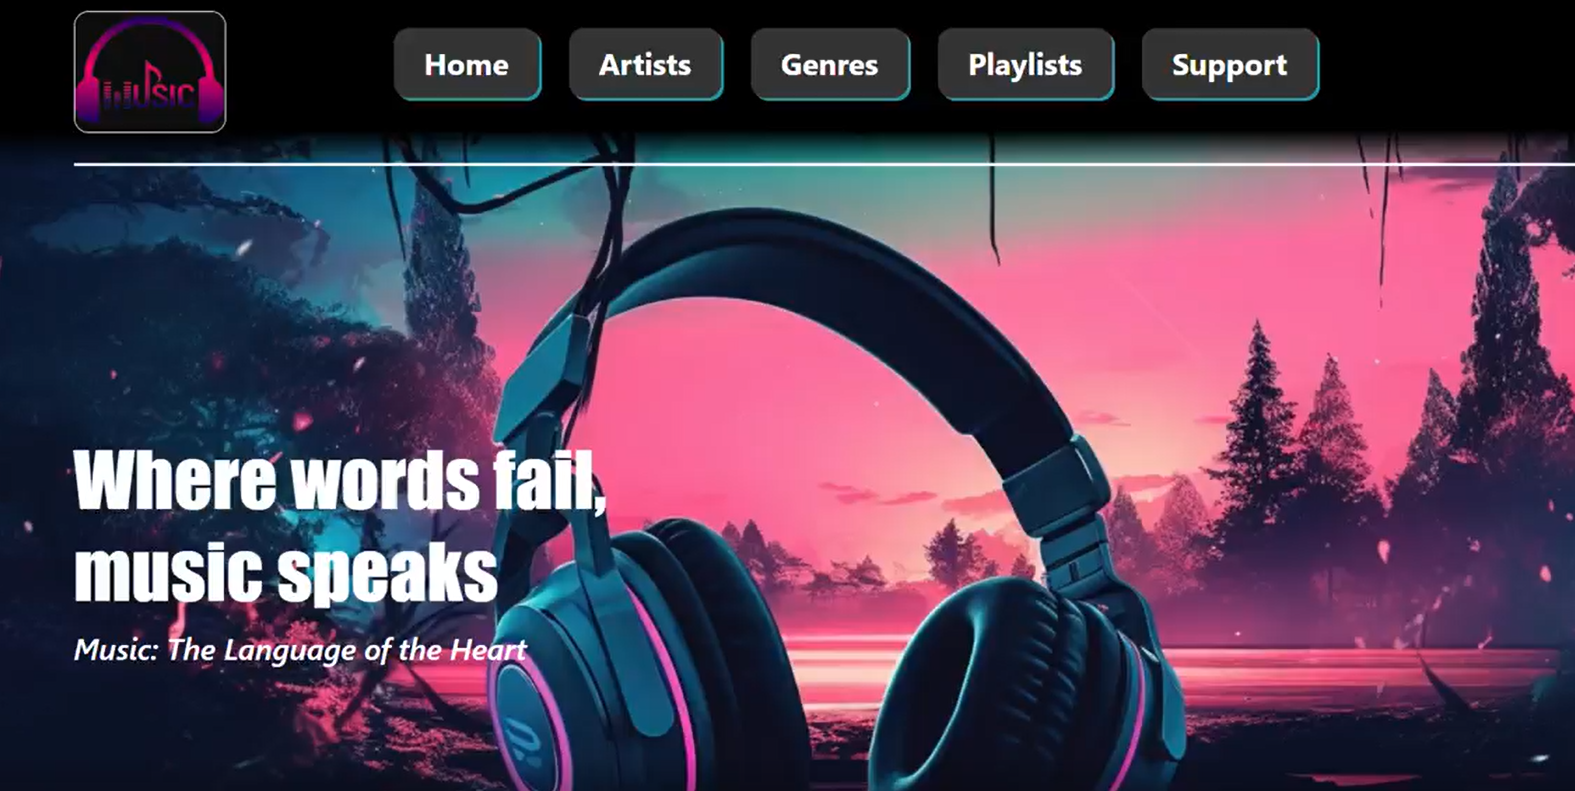 MUSIC
Home
Artists
Genres
Playlists
Support
Where words fail,
music speaks
Music: The Language of the Heart